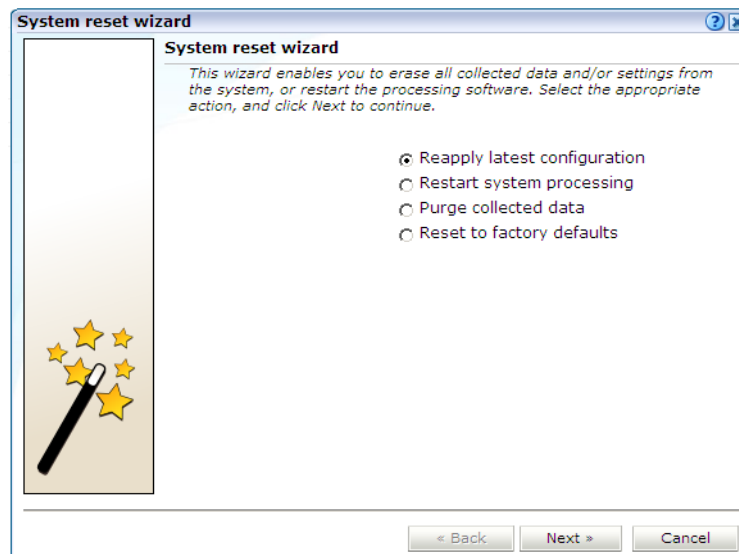 System reset wizard
System reset wizard
This wizard enables you to erase all collected data and/or settings from
the system, or restart the processing software. Select the appropriate
action, and click Next to continue.
Reapply latest configuration
Restart system processing
Purge collected data
Reset to factory defaults
« Back Next » Cancel